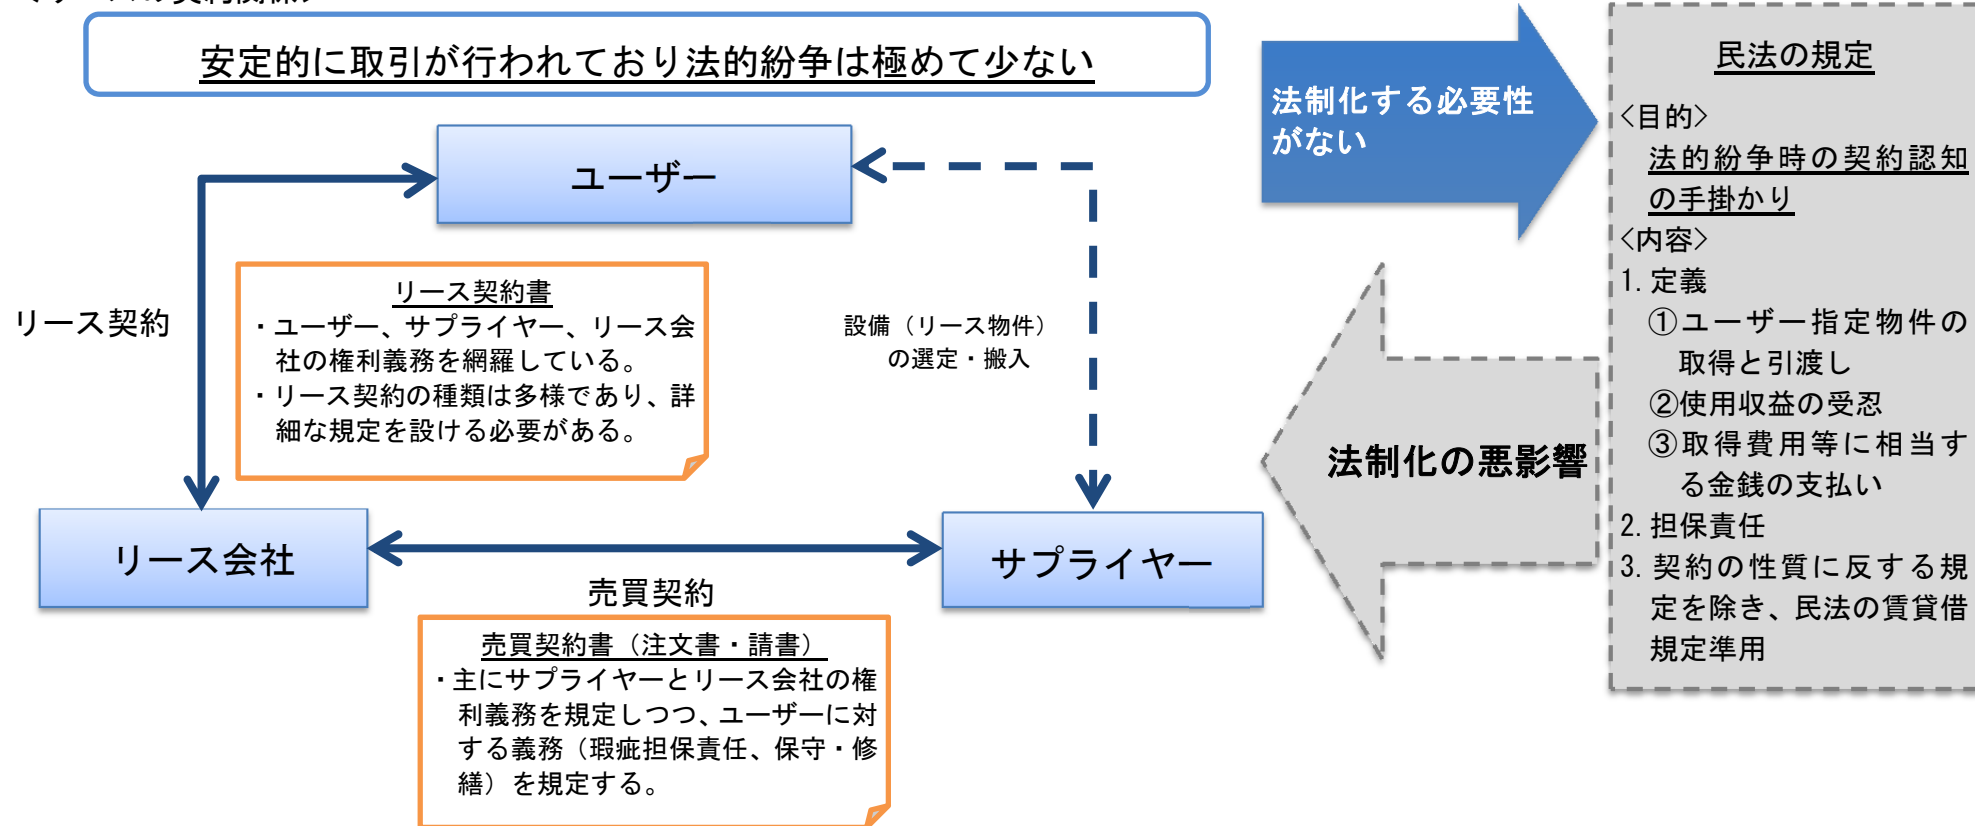 安定的に取引が行われており法的紛争は極めて少ない
ユーザー
リース契約
リース契約書
・ユーザー、サプライヤー、リース会
社の権利義務を網羅している。
・リース契約の種類は多様であり、詳
細な規定を設ける必要がある。
設備（リース物件）
の選定・搬入
リース会社
サプライヤー
売買契約
売買契約書（注文書・請書）
・主にサプライヤーとリース会社の権
利義務を規定しつつ、ユーザーに対
する義務（瑕疵担保責任、保守・修
繕）を規定する。
法制化する必要性
がない
法制化の悪影響
民法の規定
<目的>
法的紛争時の契約認知
の手掛かり
<内容>
1. 定義
①ユーザー指定物件の
取得と引渡し
②使用収益の受忍
③取得費用等に相当す
る金銭の支払い
2. 担保責任
3. 契約の性質に反する規
定を除き、民法の賃貸借
規定準用